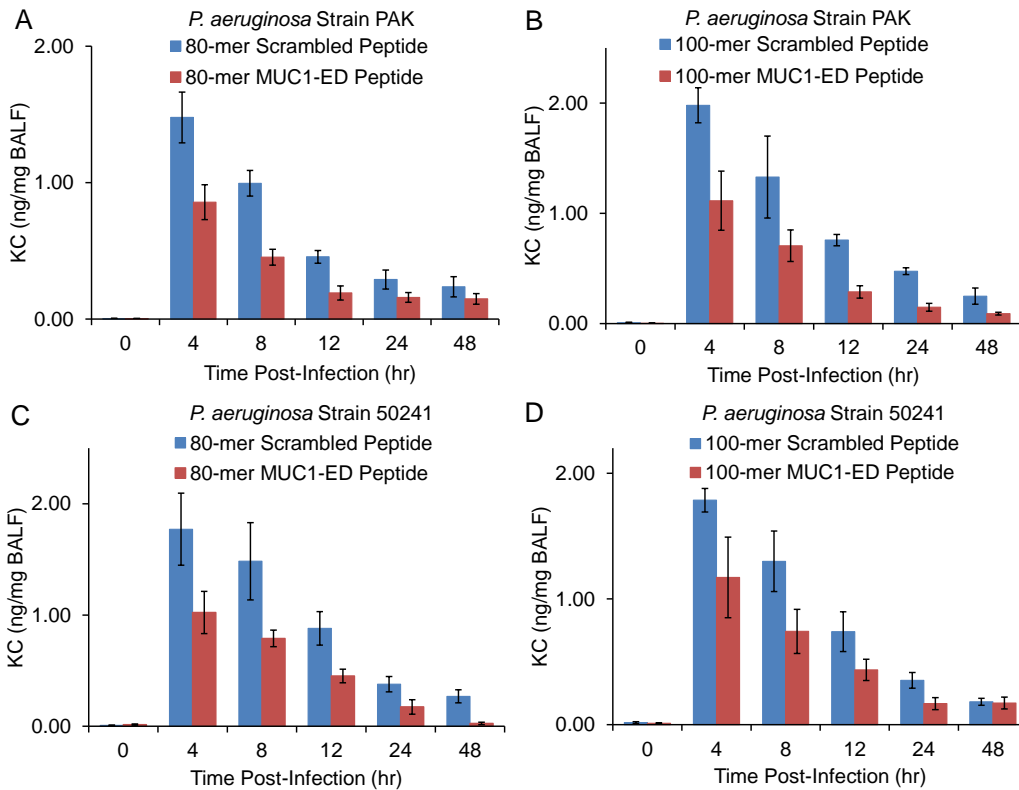 A
P. aeruginosa Strain PAK
80-mer Scrambled Peptide
80-mer MUC1-ED Peptide
KC (ng/mg BALF)
2.00
1.00
0.00
0 4 8 12 24 48
Time Post-Infection (hr)
B
P. aeruginosa Strain PAK
100-mer Scrambled Peptide
100-mer MUC1-ED Peptide
KC (ng/mg BALF)
2.00
1.00
0.00
0 4 8 12 24 48
Time Post-Infection (hr)
C
P. aeruginosa Strain 50241
80-mer Scrambled Peptide
80-mer MUC1-ED Peptide
KC (ng/mg BALF)
2.00
1.00
0.00
0 4 8 12 24 48
Time Post-Infection (hr)
D
P. aeruginosa Strain 50241
100-mer Scrambled Peptide
100-mer MUC1-ED Peptide
KC (ng/mg BALF)
2.00
1.00
0.00
0 4 8 12 24 48
Time Post-Infection (hr)